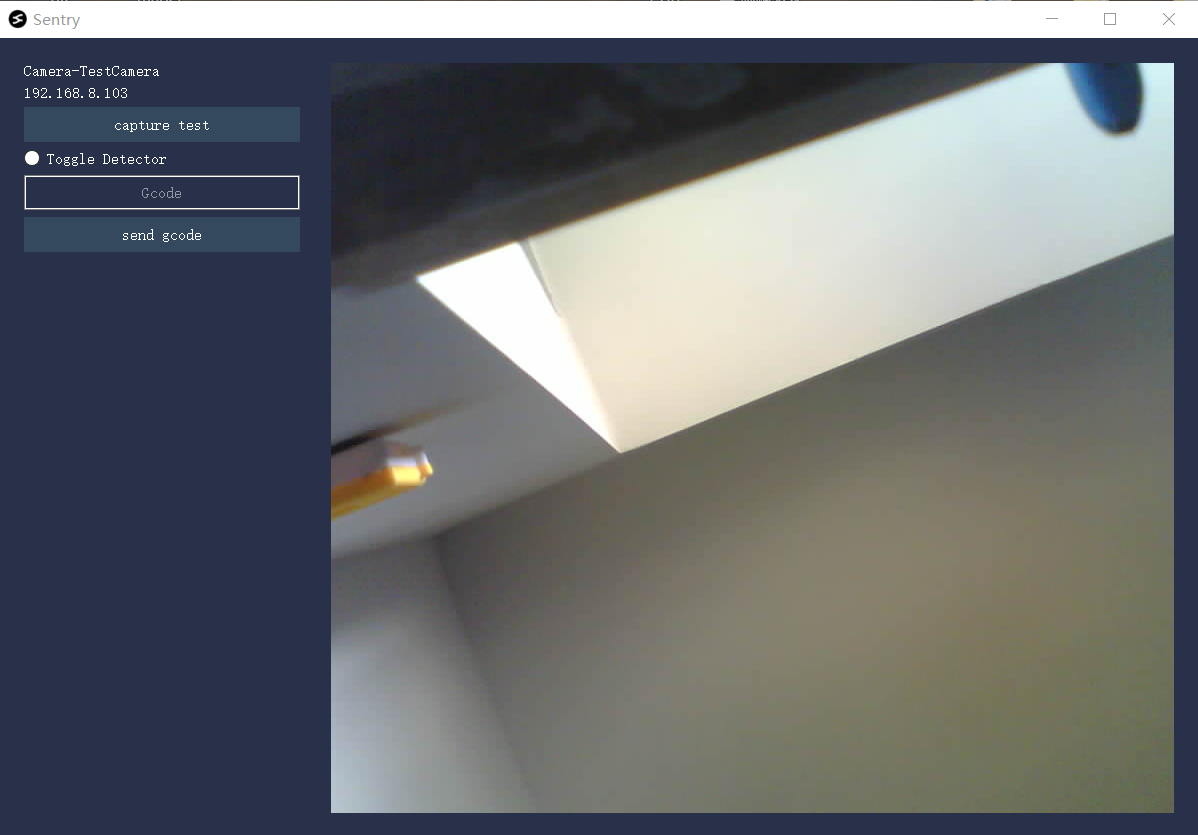 Sentry
Camera-TestCamera
192.168.8.103
capture test
Toggle Detector
Gcode
send gcode